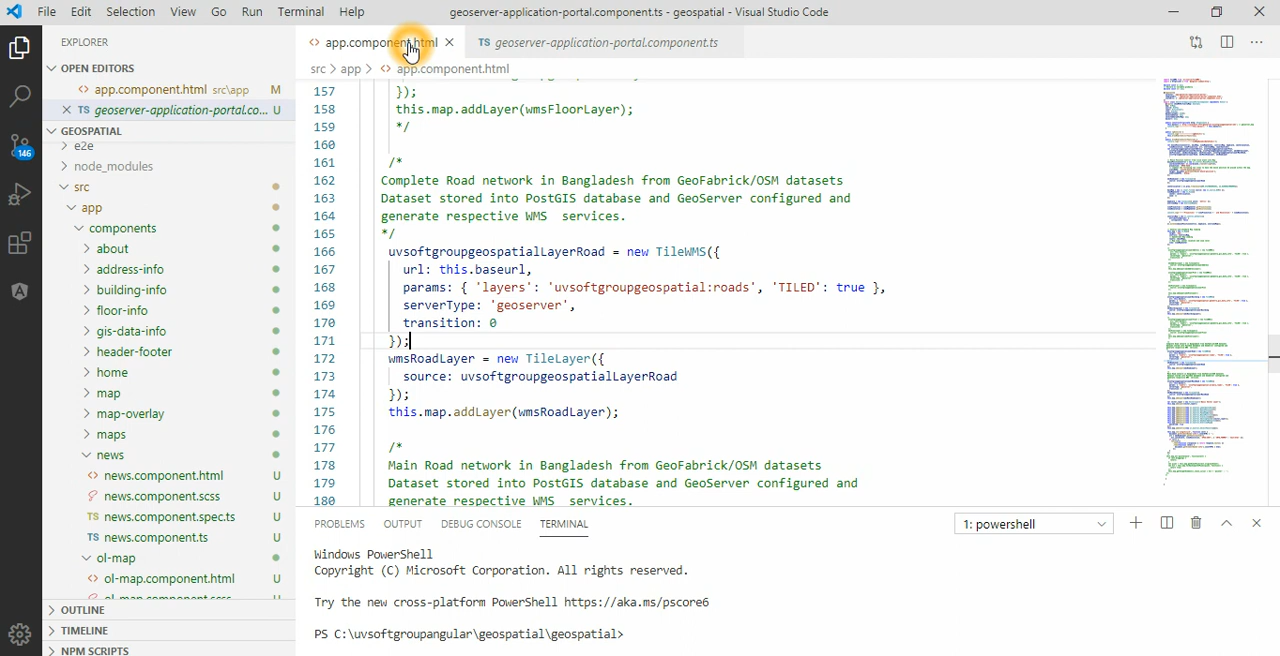 File Edit Selection View Go Run Terminal Help geoserver-application-portal.component.ts - geospatial - Visual Studio Code
EXPLORER
OPEN EDITORS
app.component.html src\app M
TS geoserver-application-portal.co... U
GEOSPATIAL
e2e
node_modules
src
app
components
about
address-info
building-info
floor-info
gis-data-info
header-footer
home
map
map-overlay
maps
news
news.component.html U
news.component.scss U
TS news.component.spec.ts U
TS news.component.ts U
ol-map
ol-map.component.html U
ol-map.component.scss U
OUTLINE
TIMELINE
NPM SCRIPTS
146
app.component.html
TS geoserver-application-portal.component.ts
src > app > app.component.html
157 });
158 this.map.addLayer(wmsFloorLayer);
159 */
160
161 /*
162 Complete Road network in Bangladesh from GeoFabrick/OSM datasets
163 Dataset stored into PostGIS database and GeoServer configured and
164 generate respective WMS services.
165 */
166 uvsoftgroupgeospatialLayerRoad = new TileWMS({
167 url: this.baseurl,
168 params: { 'layers': 'uvsoftgroupgeospatial:roads', 'TILED': true },
169 serverType: 'geoserver',
170 transition: 0
171 });
172 wmsRoadLayer = new TileLayer({
173 source: uvsoftgroupgeospatialLayerRoad
174 });
175 this.map.addLayer(wmsRoadLayer);
176
177 /*
178 Main Road network in Bangladesh from GeoFabrick/OSM datasets
179 Dataset stored into PostGIS database and GeoServer configured and
180 generate respective WMS services.
PROBLEMS OUTPUT DEBUG CONSOLE TERMINAL 1: powershell
Windows PowerShell
Copyright (C) Microsoft Corporation. All rights reserved.
Try the new cross-platform PowerShell https://aka.ms/pscore6
PS C:\uvsoftgroupangular\geospatial\geospatial>